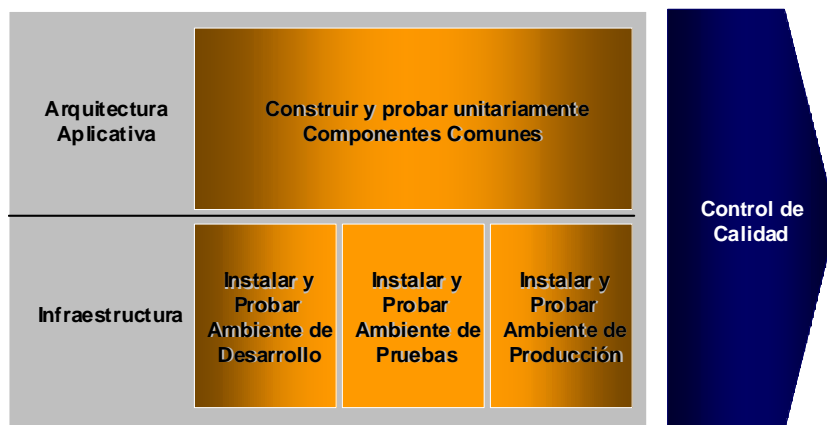 Arquitectura
Aplicativa
Construir y probar unitariamente
Componentes Comunes
Control de
Calidad
Infraestructura
Instalar y
Probar
Ambiente de
Desarrollo
Instalar y
Probar
Ambiente de
Pruebas
Instalar y
Probar
Ambiente de
Producción